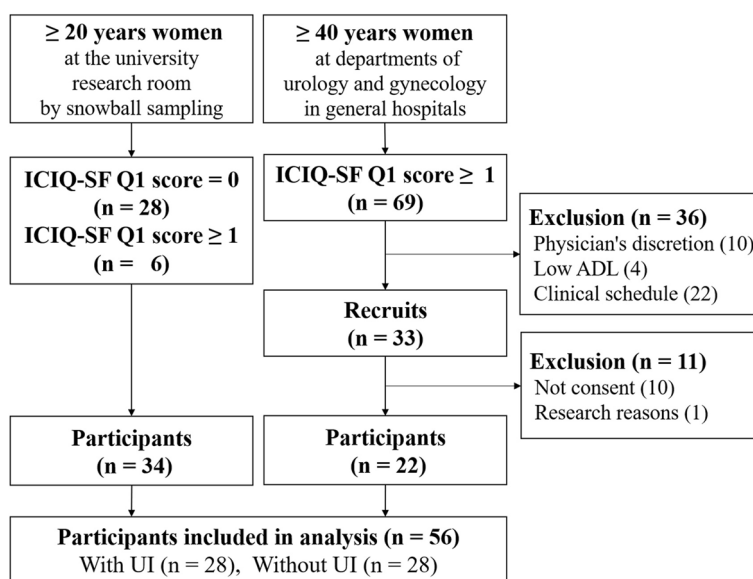 ≥ 20 years women
at the university
research room
by snowball sampling
≥ 40 years women
at departments of
urology and gynecology
in general hospitals
ICIQ-SF Q1 score = 0
(n = 28)
ICIQ-SF Q1 score ≥ 1
(n = 6)
ICIQ-SF Q1 score ≥ 1
(n = 69)
Exclusion (n = 36)
Physician's discretion (10)
Low ADL (4)
Clinical schedule (22)
Recruits
(n = 33)
Exclusion (n = 11)
Not consent (10)
Research reasons (1)
Participants
(n = 34)
Participants
(n = 22)
Participants included in analysis (n = 56)
With UI (n = 28), Without UI (n = 28)